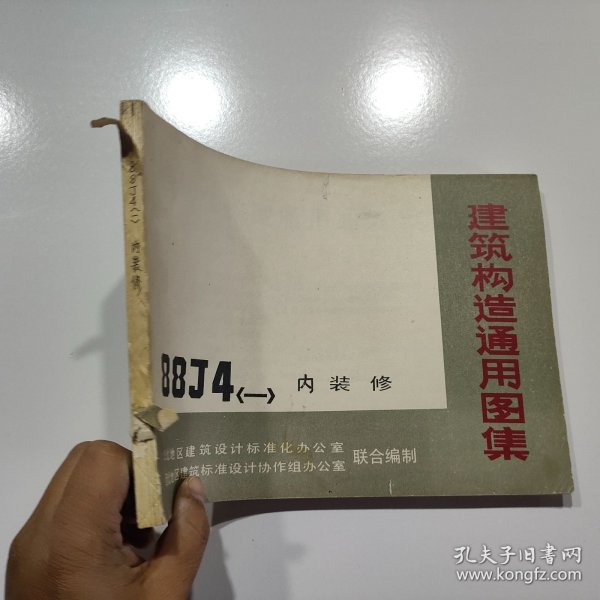 88J4〈一〉
内装修
建筑构造通用图集
88J4〈一〉 内装修
地区建筑设计标准化办公室
地区建筑标准设计协作组办公室
联合编制
孔夫子旧书网
www.kongfz.com